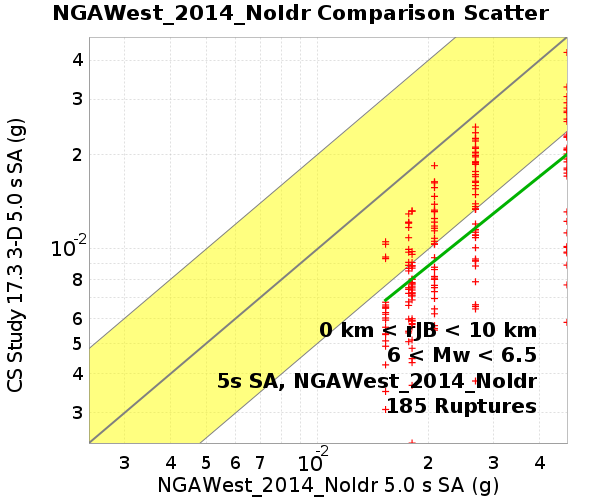 NGAWest_2014_NoIdr Comparison Scatter
CS Study 17.3 3-D 5.0 s SA (g)
4
3
2
10-2
8
6
5
4
3
0 km < rJB < 10 km
6 < Mw < 6.5
5s SA, NGAWest_2014_NoIdr
185 Ruptures
3 4 5 6 7 10-2 2 3 4
NGAWest_2014_NoIdr 5.0 s SA (g)